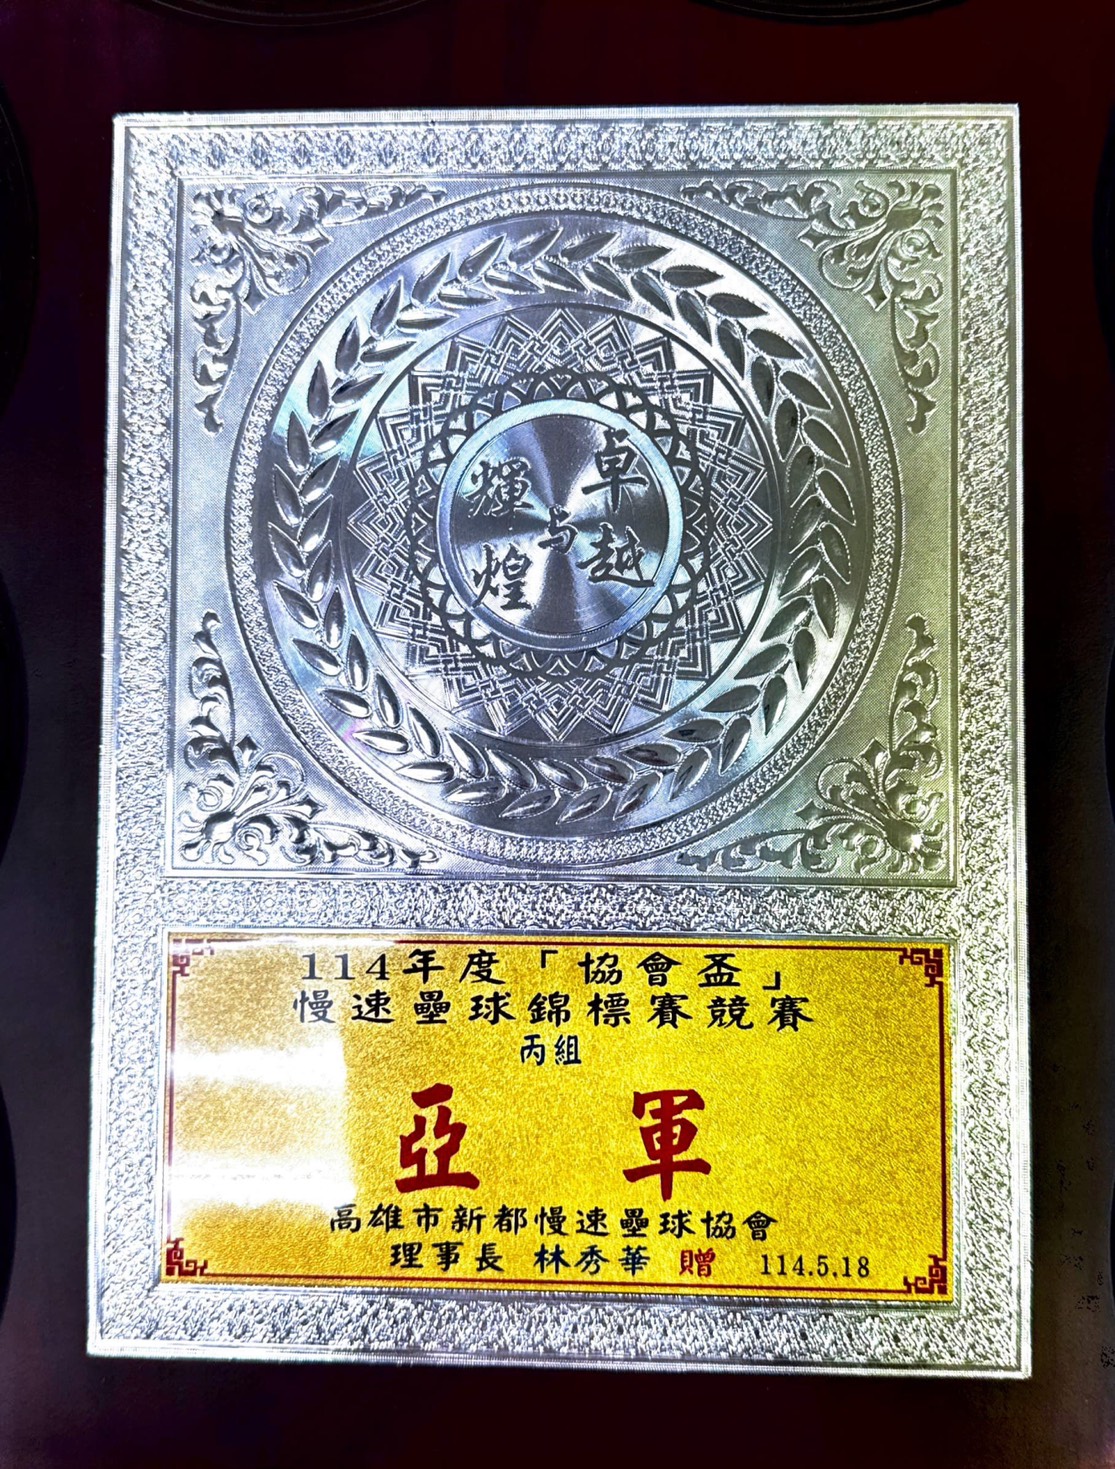 卓越
与
輝煌
114年度「協會盃」
慢速壘球錦標賽競賽
丙組
亞軍
高雄市新都慢速壘球協會
理事長 林秀華 贈 114.5.18